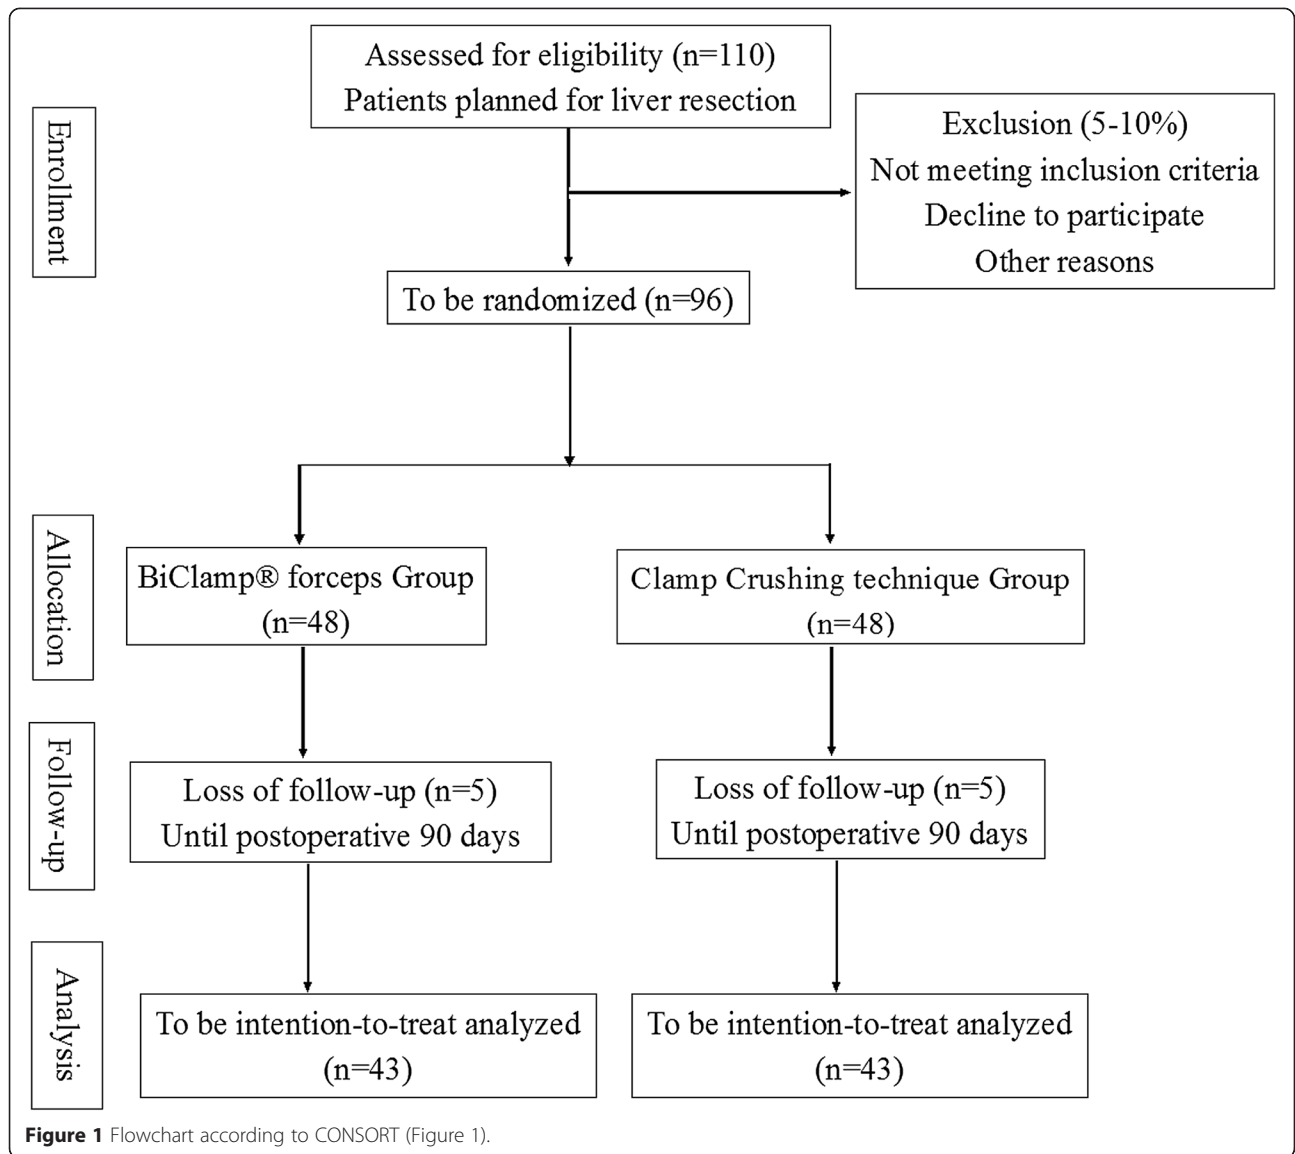 Assessed for eligibility (n=110)
Patients planned for liver resection
Enrollment
Exclusion (5-10%)
Not meeting inclusion criteria
Decline to participate
Other reasons
To be randomized (n=96)
Allocation
BiClamp® forceps Group
(n=48)
Clamp Crushing technique Group
(n=48)
Follow-up
Loss of follow-up (n=5)
Until postoperative 90 days
Loss of follow-up (n=5)
Until postoperative 90 days
Analysis
To be intention-to-treat analyzed
(n=43)
To be intention-to-treat analyzed
(n=43)
Figure 1 Flowchart according to CONSORT (Figure 1).